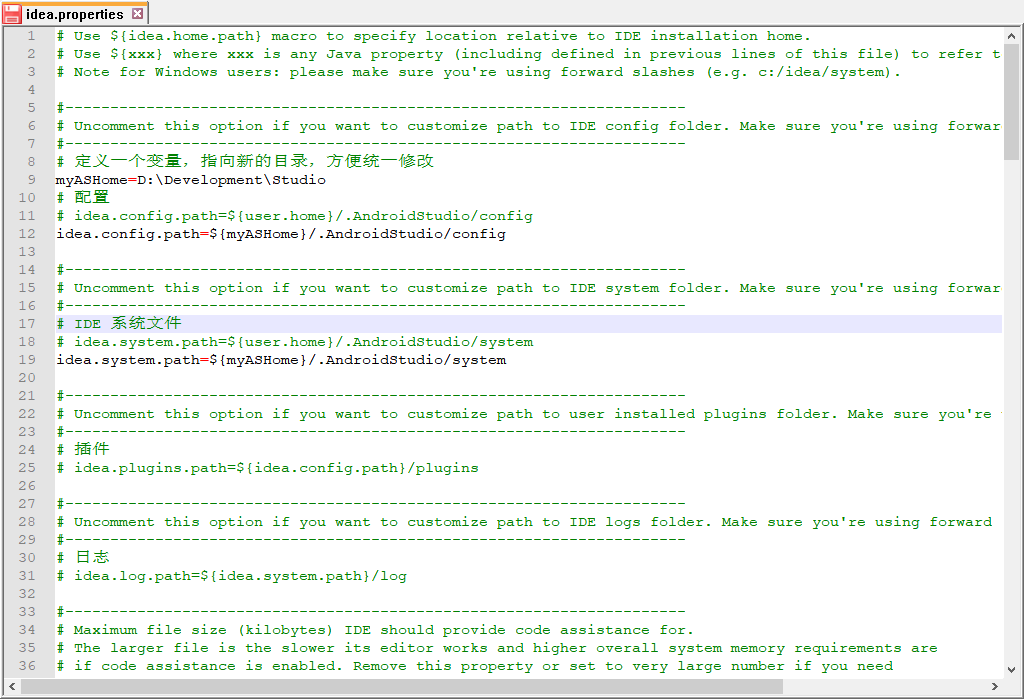 idea.properties
1 # Use ${idea.home.path} macro to specify location relative to IDE installation home.
2 # Use ${xxx} where xxx is any Java property (including defined in previous lines of this file) to refer t
3 # Note for Windows users: please make sure you're using forward slashes (e.g. c:/idea/system).
4
5 #---------------------------------------------------------------------
6 # Uncomment this option if you want to customize path to IDE config folder. Make sure you're using forwar
7 #---------------------------------------------------------------------
8 # 定义一个变量，指向新的目录，方便统一修改
9 myASHome=D:\Development\Studio
10 # 配置
11 # idea.config.path=${user.home}/.AndroidStudio/config
12 idea.config.path=${myASHome}/.AndroidStudio/config
13
14 #---------------------------------------------------------------------
15 # Uncomment this option if you want to customize path to IDE system folder. Make sure you're using forwar
16 #---------------------------------------------------------------------
17 # IDE 系统文件
18 # idea.system.path=${user.home}/.AndroidStudio/system
19 idea.system.path=${myASHome}/.AndroidStudio/system
20
21 #---------------------------------------------------------------------
22 # Uncomment this option if you want to customize path to user installed plugins folder. Make sure you're
23 #---------------------------------------------------------------------
24 # 插件
25 # idea.plugins.path=${idea.config.path}/plugins
26
27 #---------------------------------------------------------------------
28 # Uncomment this option if you want to customize path to IDE logs folder. Make sure you're using forward
29 #---------------------------------------------------------------------
30 # 日志
31 # idea.log.path=${idea.system.path}/log
32
33 #---------------------------------------------------------------------
34 # Maximum file size (kilobytes) IDE should provide code assistance for.
35 # The larger file is the slower its editor works and higher overall system memory requirements are
36 # if code assistance is enabled. Remove this property or set to very large number if you need